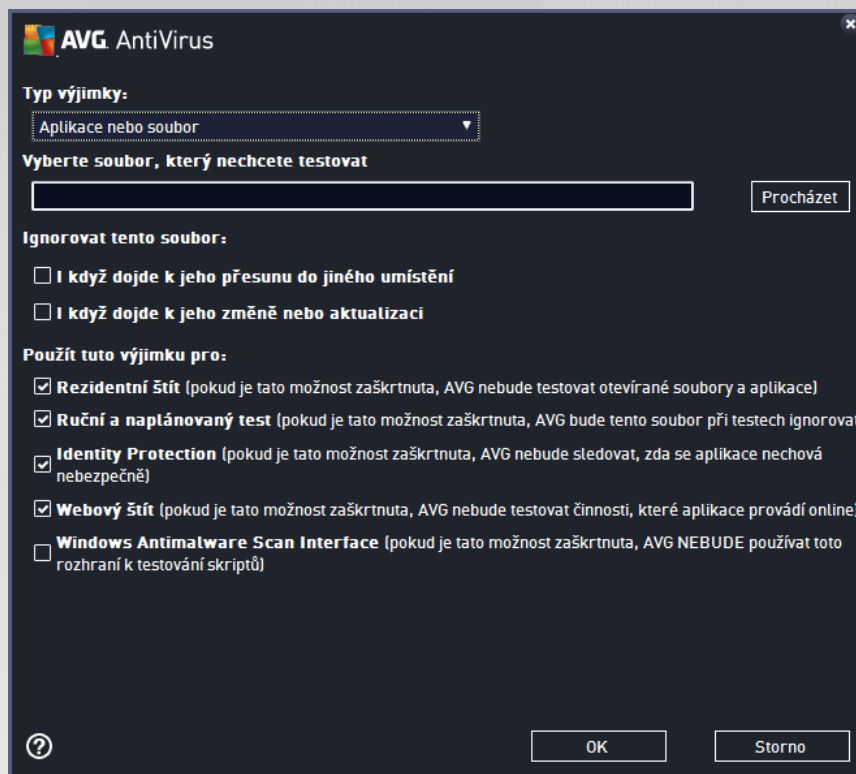 AVG. AntiVirus
Typ výjimky:
Aplikace nebo soubor
Vyberte soubor, který nechcete testovat
Procházet
Ignorovat tento soubor:
I když dojde k jeho přesunu do jiného umístění
I když dojde k jeho změně nebo aktualizaci
Použít tuto výjimku pro:
Rezidentní štít (pokud je tato možnost zaškrtnuta, AVG nebude testovat otevírané soubory a aplikace)
Ruční a naplánovaný test (pokud je tato možnost zaškrtnuta, AVG bude tento soubor při testech ignorovat
Identity Protection (pokud je tato možnost zaškrtnuta, AVG nebude sledovat, zda se aplikace nechová
nebezpečně)
Webový štít (pokud je tato možnost zaškrtnuta, AVG nebude testovat činnosti, které aplikace provádí online)
Windows Antimalware Scan Interface (pokud je tato možnost zaškrtnuta, AVG NEBUDE používat toto
rozhraní k testování skriptů)
OK
Storno